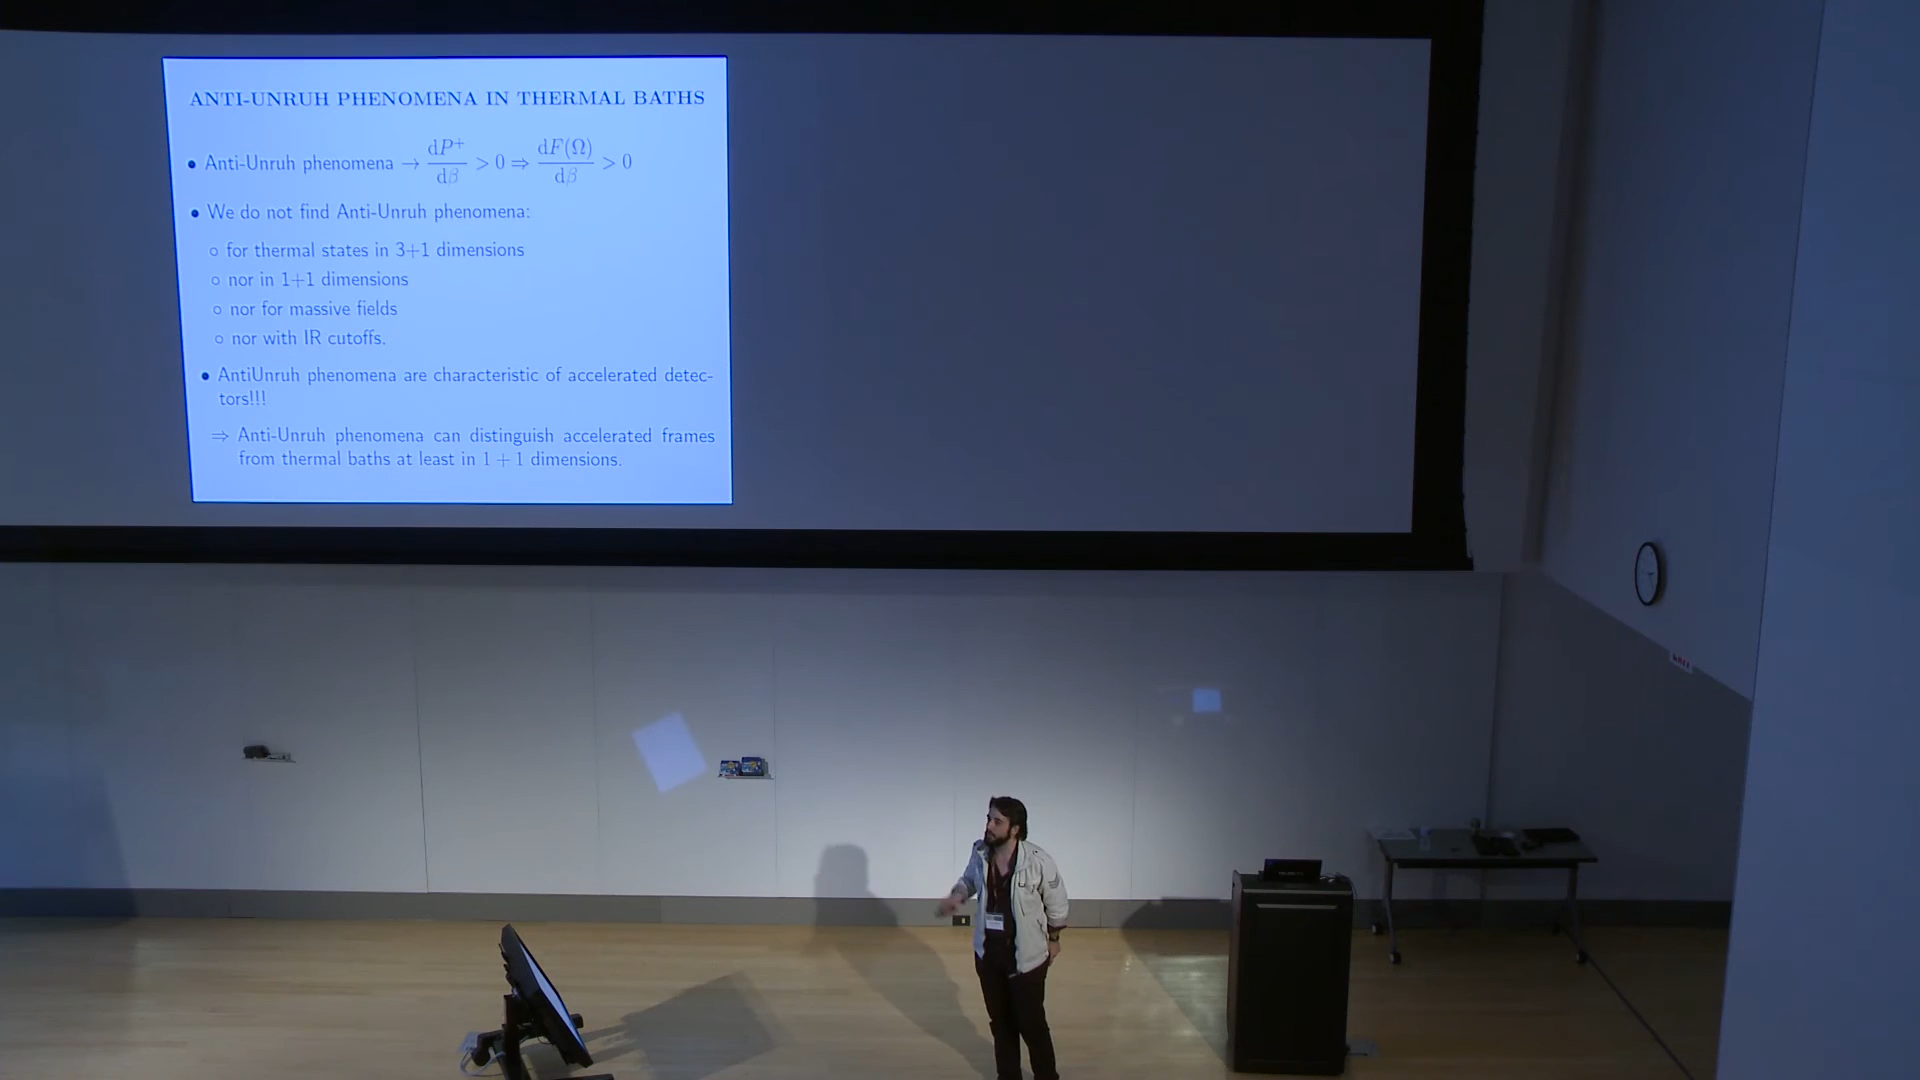 ANTI-UNRUH PHENOMENA IN THERMAL BATHS
• Anti-Unruh phenomena → dP⁺/dβ > 0 ⇒ dF(Ω)/dβ > 0
• We do not find Anti-Unruh phenomena:
○ for thermal states in 3+1 dimensions
○ nor in 1+1 dimensions
○ nor for massive fields
○ nor with IR cutoffs.
• AntiUnruh phenomena are characteristic of accelerated detec-
tors!!!
⇒ Anti-Unruh phenomena can distinguish accelerated frames
from thermal baths at least in 1 + 1 dimensions.